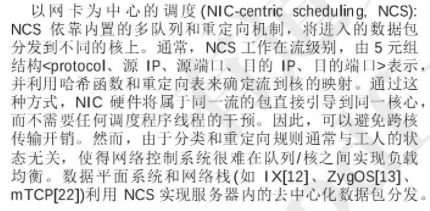 以网卡为中心的调度 (NIC-centric scheduling, NCS):
NCS 依靠内置的多队列和重定向机制，将进入的数据包
分发到不同的核上。通常，NCS 工作在流级别，由 5 元组
结构<protocol、源 IP、源端口、目的 IP、目的端口>表示，
并利用哈希函数和重定向表来确定流到核的映射。通过这
种方式，NIC 硬件将属于同一流的包直接引导到同一核心，
而不需要任何调度程序线程的干预。因此，可以避免跨核
传输开销。然而，由于分类和重定向规则通常与工人的状
态无关，使得网络控制系统很难在队列/核之间实现负载
均衡。数据平面系统和网络栈(如 IX[12]、ZygOS[13]、
mTCP[22])利用 NCS 实现服务器内的去中心化数据包分发。